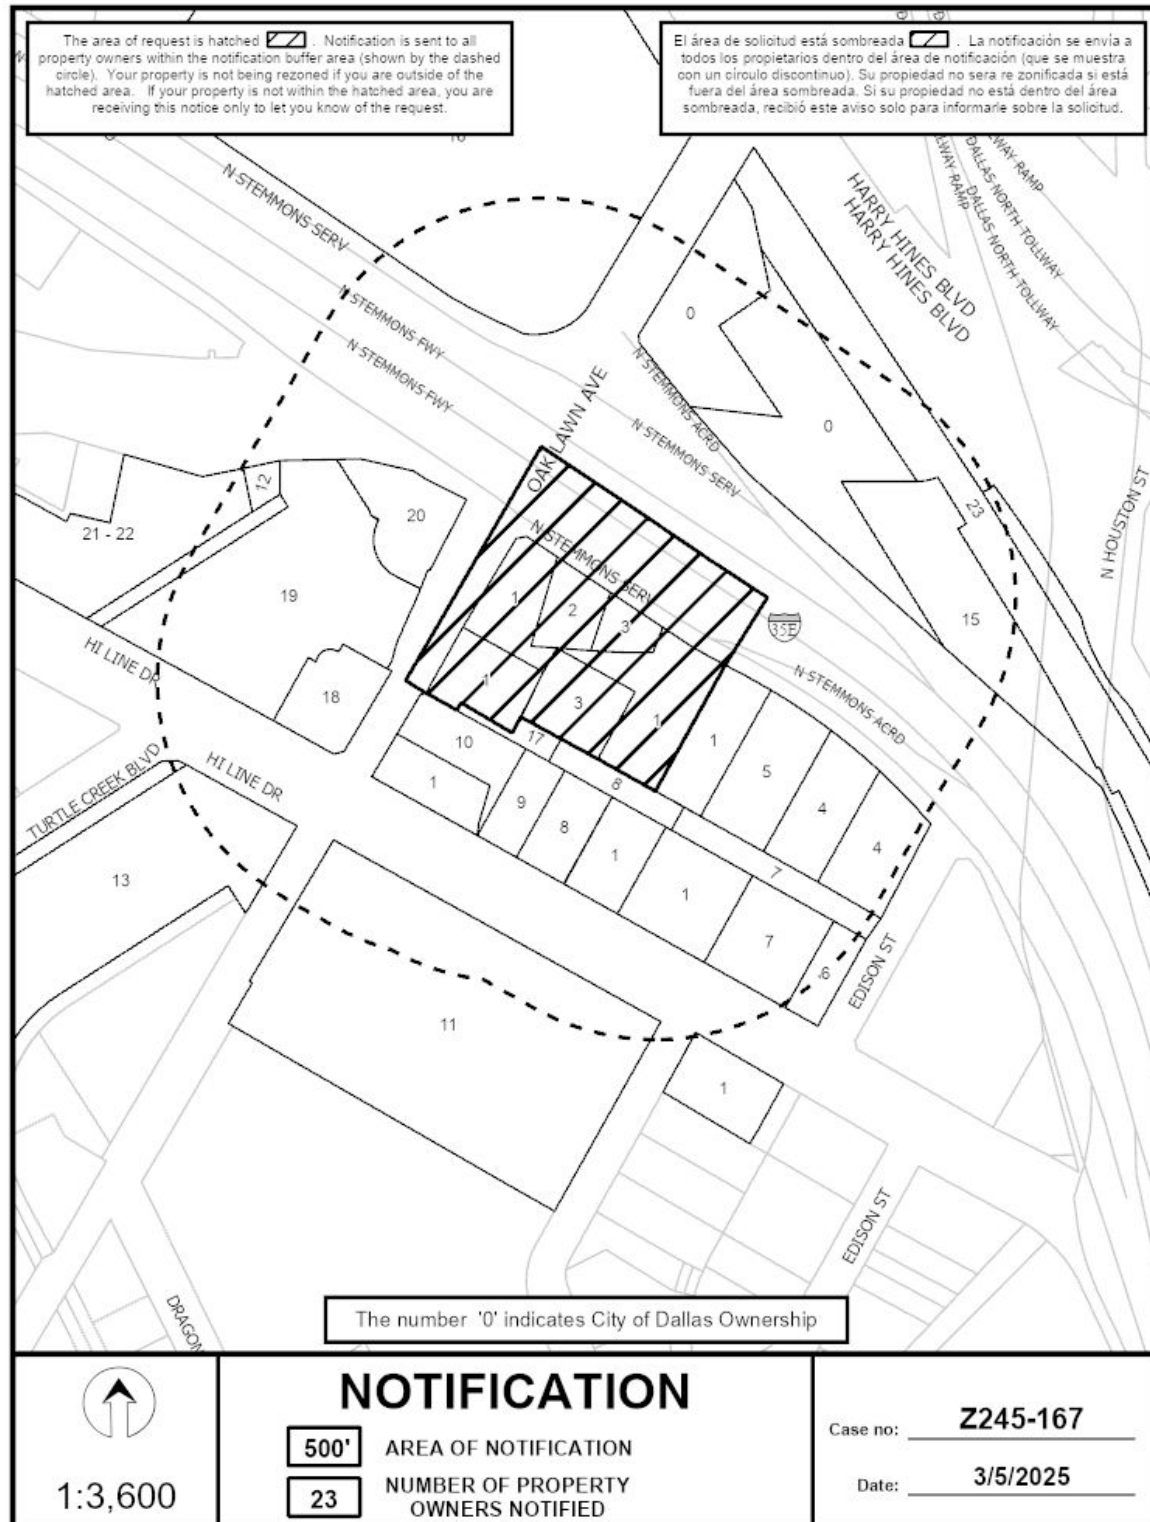 The area of request is hatched . Notification is sent to all
property owners within the notification buffer area (shown by the dashed
circle). Your property is not being rezoned if you are outside of the
hatched area. If your property is not within the hatched area, you are
receiving this notice only to let you know of the request.
El área de solicitud está sombreada . La notificación se envía a
todos los propietarios dentro del área de notificación (que se muestra
con un círculo discontinuo). Su propiedad no sera re zonificada si está
fuera del área sombreada. Si su propiedad no está dentro del área
sombreada, recibió este aviso solo para informarle sobre la solicitud.
N STEMMONS SERV
N STEMMONS FWY
N STEMMONS FWY
OAK LAWN AVE
N STEMMONS ACRD
N STEMMONS SERV
HARRY HINES BLVD
HARRY HINES BLVD
WAY RAMP
DALLAS NORTH TOLLWAY
LWAY RAMP
DALLAS NORTH TOLLWAY
N HOUSTON ST
0
0
23
15
12
20
21 - 22
19
18
N STEMMONS SERV
1
2
3
1
3
1
35E
N STEMMONS ACRD
HI LINE DR
HI LINE DR
TURTLE CREEK BLVD
10
17
8
1
9
8
1
1
5
4
4
1
7
7
6
EDISON ST
13
11
1
EDISON ST
DRAGON
The number '0' indicates City of Dallas Ownership
1:3,600
NOTIFICATION
500' AREA OF NOTIFICATION
23 NUMBER OF PROPERTY
OWNERS NOTIFIED
Case no: Z245-167
Date: 3/5/2025